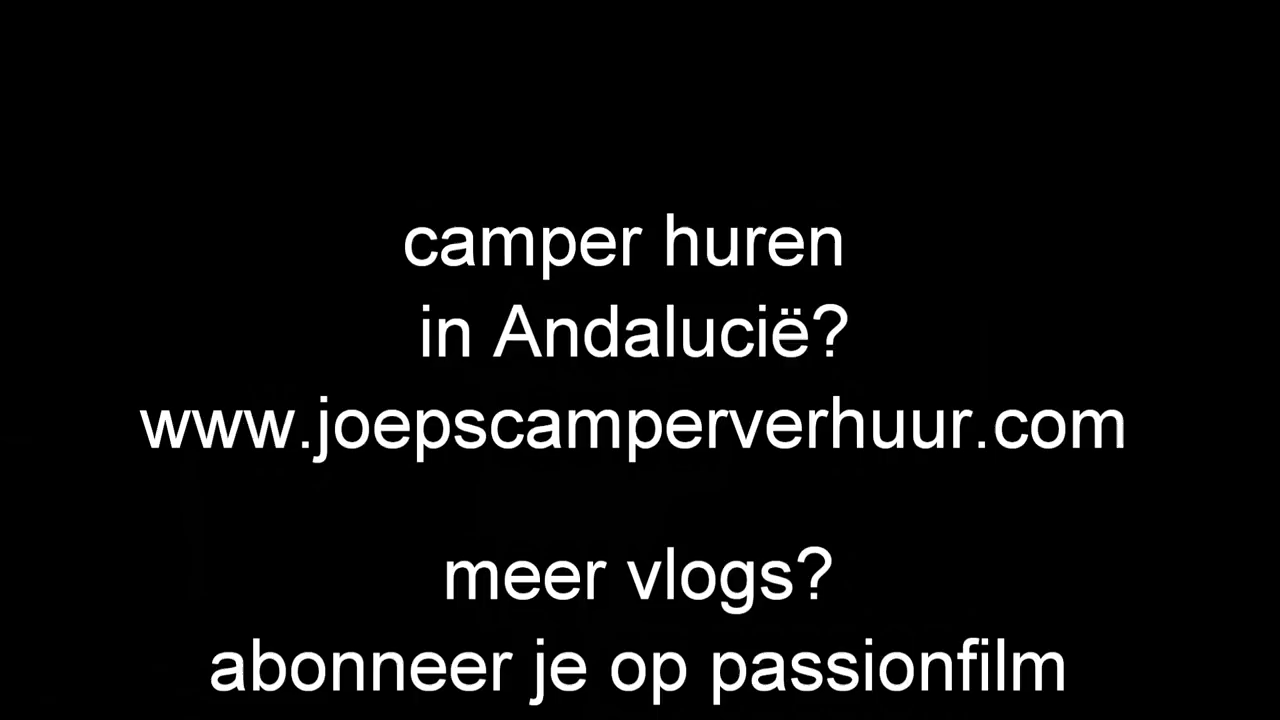 camper huren
in Andalucië?
www.joepscamperverhuur.com
meer vlogs?
abonneer je op passionfilm